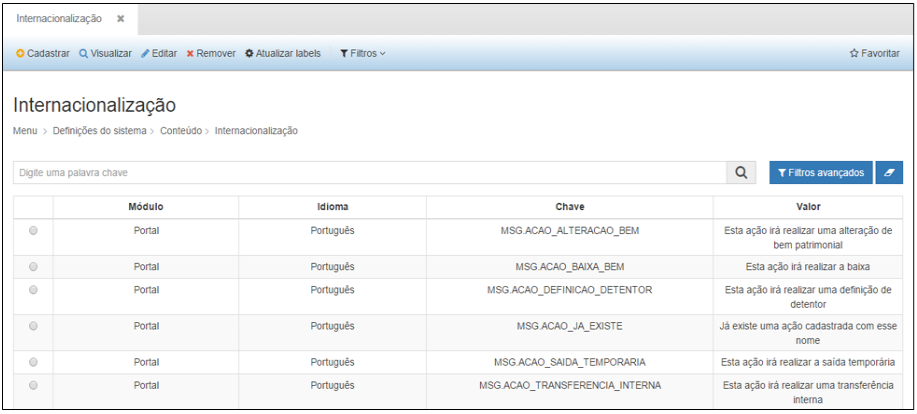 Internacionalização ×
Cadastrar Visualizar Editar Remover Atualizar labels Filtros Favoritar
Internacionalização
Menu > Definições do sistema > Conteúdo > Internacionalização
Digite uma palavra chave Filtros avançados
Módulo Idioma Chave Valor
Portal Português MSG.ACAO_ALTERACAO_BEM Esta ação irá realizar uma alteração de
bem patrimonial
Portal Português MSG.ACAO_BAIXA_BEM Esta ação irá realizar a baixa
Portal Português MSG.ACAO_DEFINICAO_DETENTOR Esta ação irá realizar uma definição de
detentor
Portal Português MSG.ACAO_JA_EXISTE Já existe uma ação cadastrada com esse
nome
Portal Português MSG.ACAO_SAIDA_TEMPORARIA Esta ação irá realizar a saída temporária
Portal Português MSG.ACAO_TRANSFERENCIA_INTERNA Esta ação irá realizar uma transferência
interna